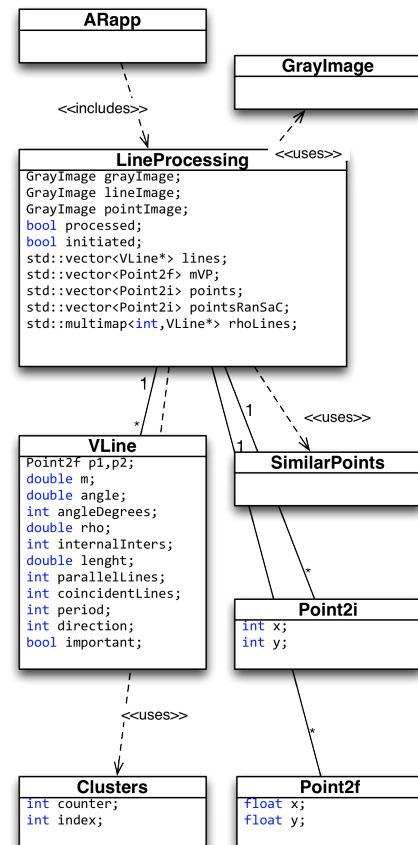 ARapp
GrayImage
<<includes>>
<<uses>>
LineProcessing
GrayImage grayImage;
GrayImage lineImage;
GrayImage pointImage;
bool processed;
bool initiated;
std::vector<VLine*> lines;
std::vector<Point2f> mVP;
std::vector<Point2i> points;
std::vector<Point2i> pointsRanSaC;
std::multimap<int,VLine*> rhoLines;
1
*
1
1
<<uses>>
VLine
Point2f p1,p2;
double m;
double angle;
int angleDegrees;
double rho;
int internalInters;
double lenght;
int parallelLines;
int coincidentLines;
int period;
int direction;
bool important;
SimilarPoints
*
Point2i
int x;
int y;
<<uses>>
*
Clusters
int counter;
int index;
Point2f
float x;
float y;